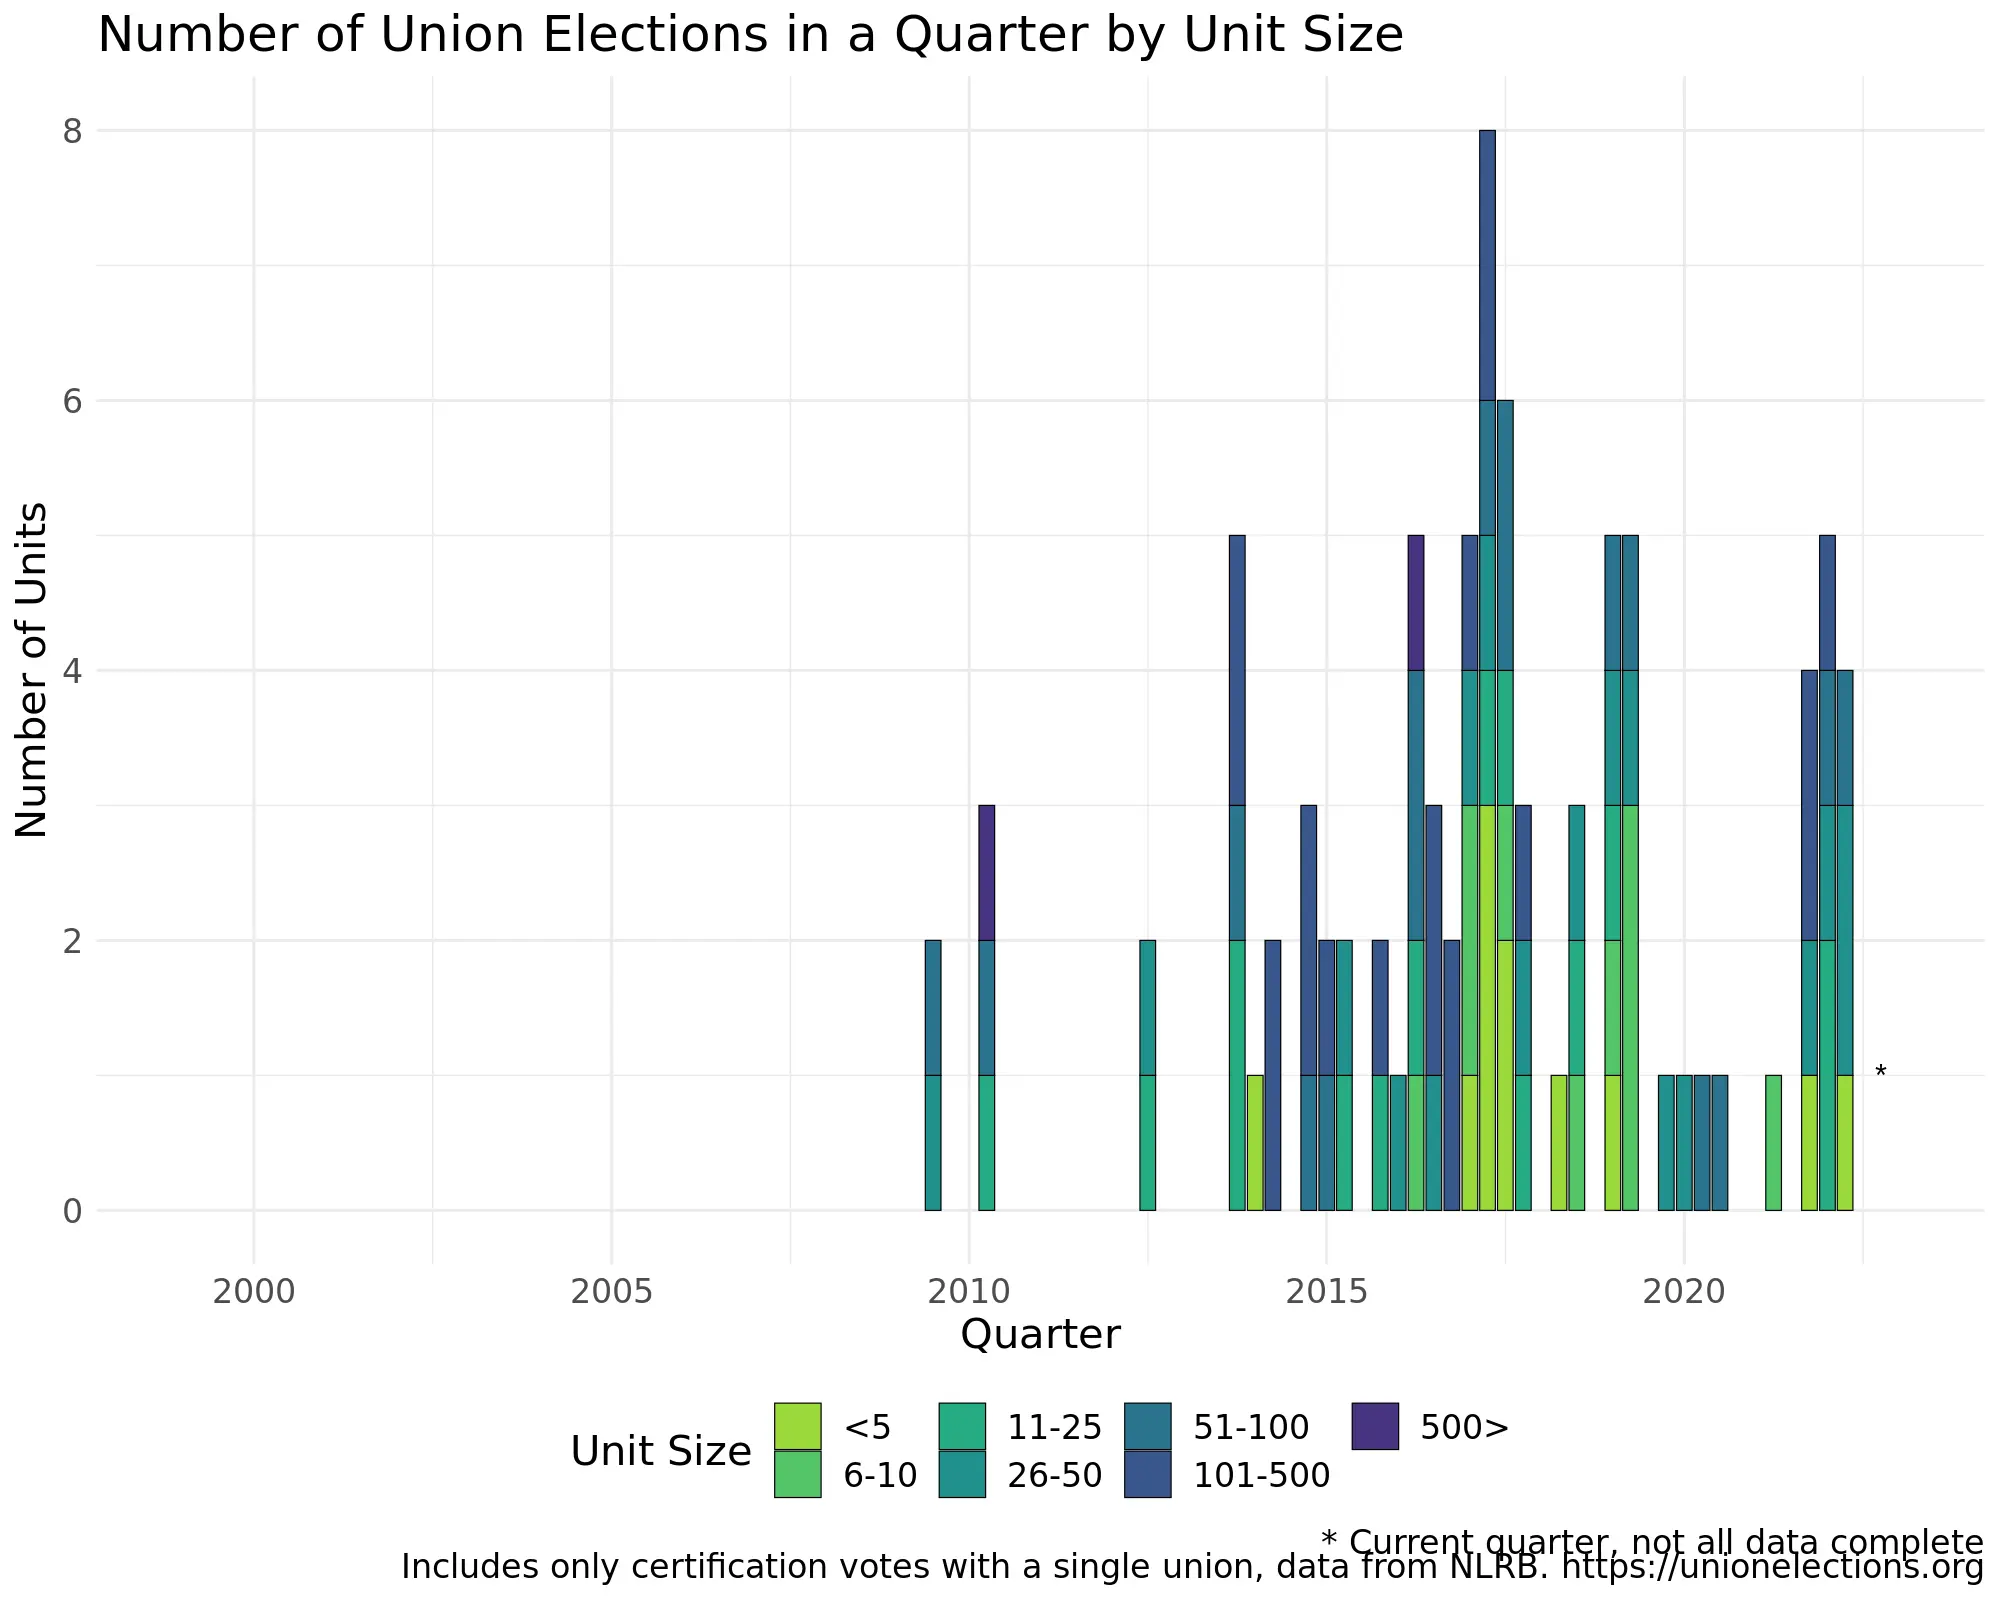 Number of Union Elections in a Quarter by Unit Size
Number of Units
8
6
4
2
0
*
2000 2005 2010 2015 2020
Quarter
Unit Size
<5 11-25 51-100 500>
6-10 26-50 101-500
* Current quarter, not all data complete
Includes only certification votes with a single union, data from NLRB. https://unionelections.org